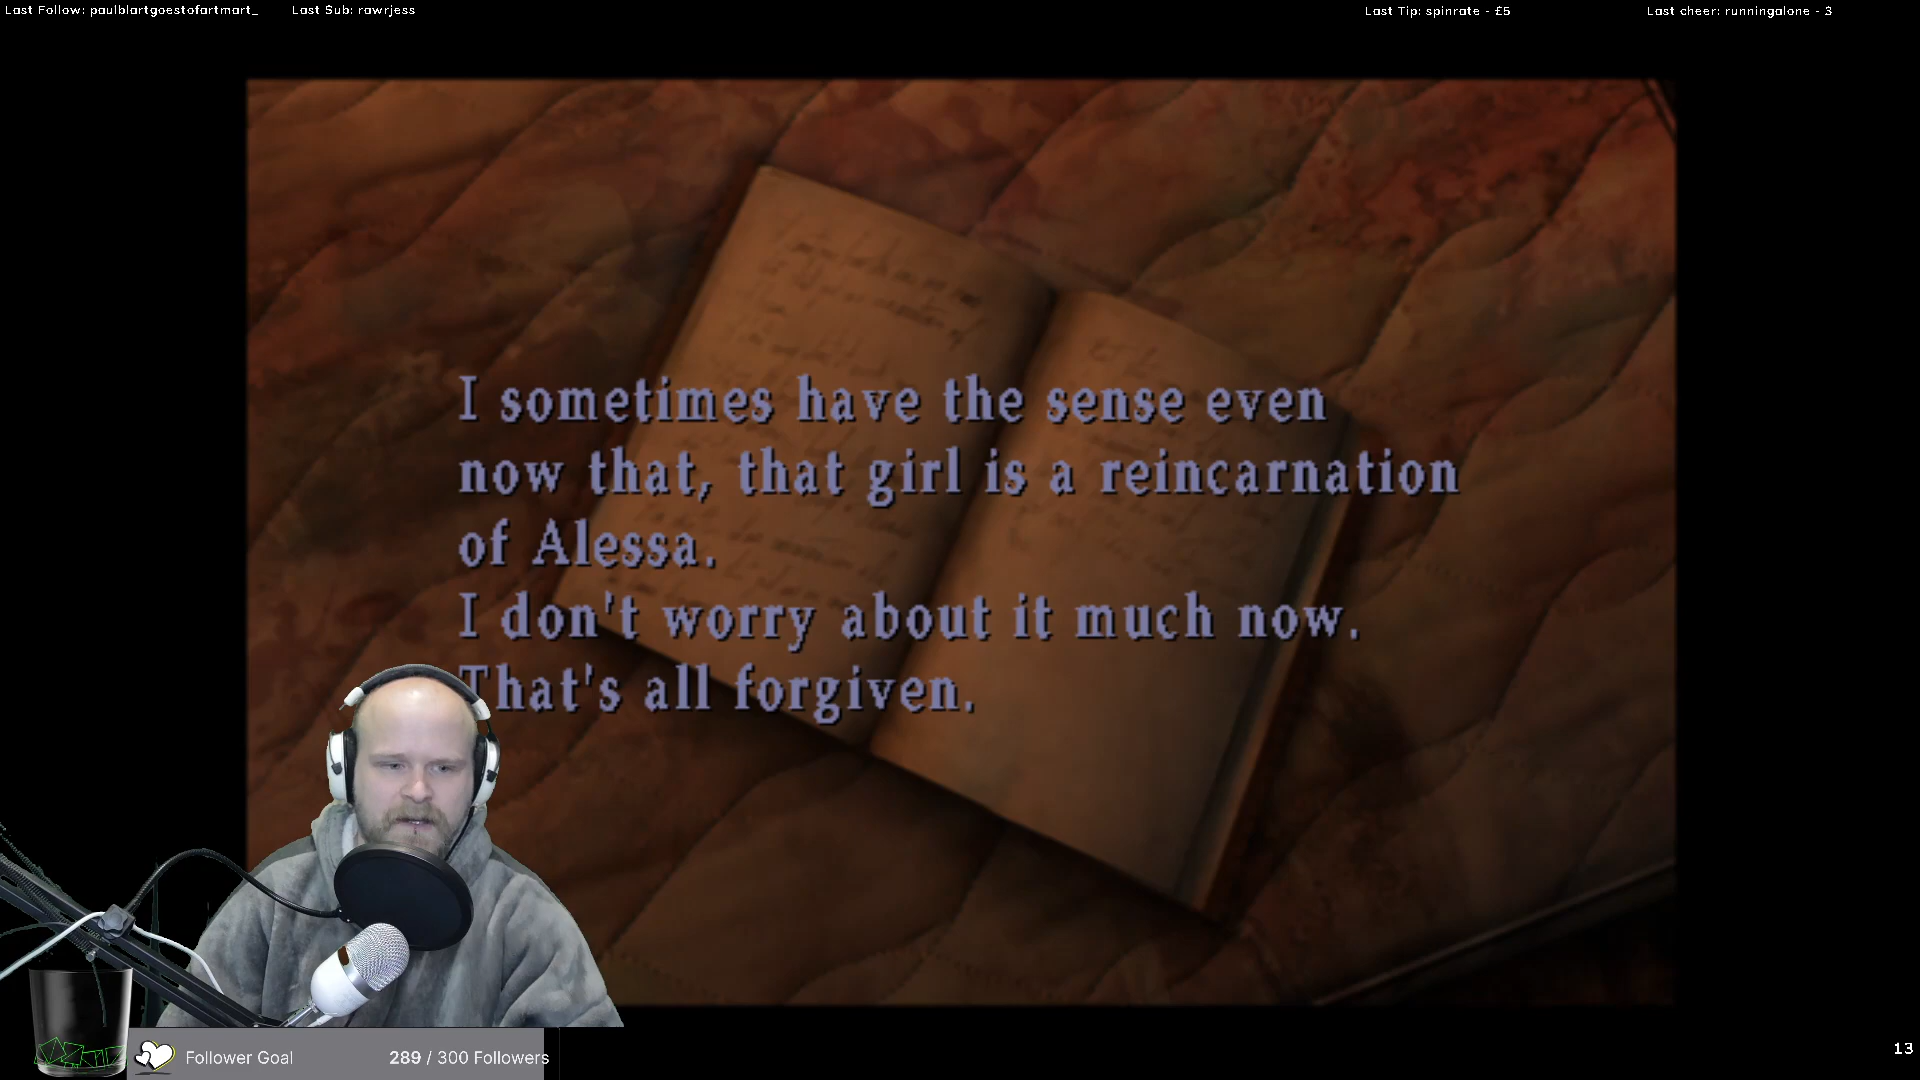 Last Follow: paulblartgoestofartmart_ Last Sub: rawrjess Last Tip: spinrate - £5 Last cheer: runningalone - 3
I sometimes have the sense even
now that, that girl is a reincarnation
of Alessa.
I don't worry about it much now.
That's all forgiven.
Follower Goal 289 / 300 Followers
13